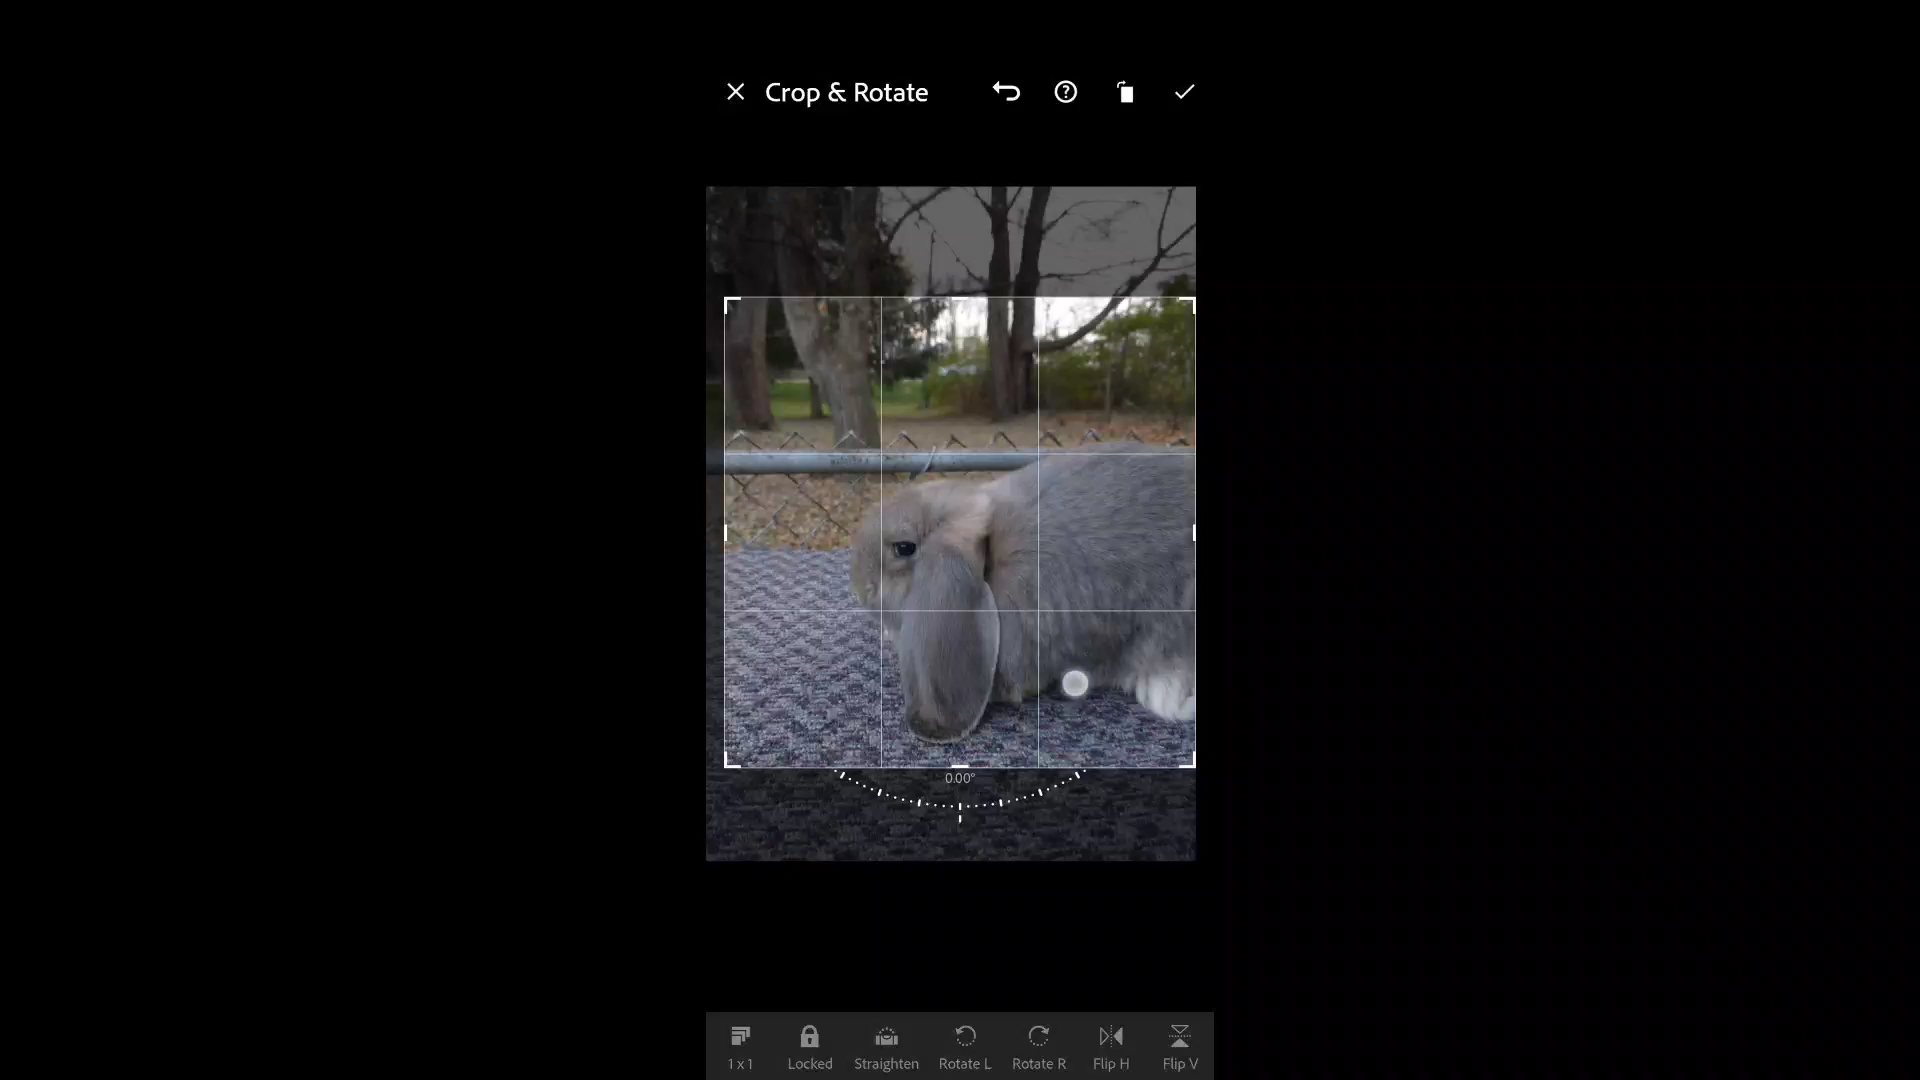 Crop & Rotate
0.00°
1 x 1 Locked Straighten Rotate L Rotate R Flip H Flip V